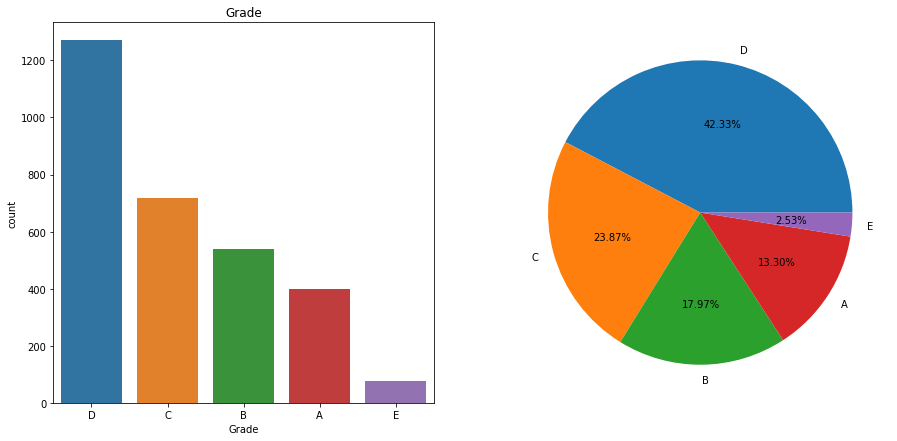 Grade
1200
1000
800
600
400
200
0
count
D C B A E
Grade
D
42.33%
C
23.87%
B
17.97%
A
13.30%
E
2.53%